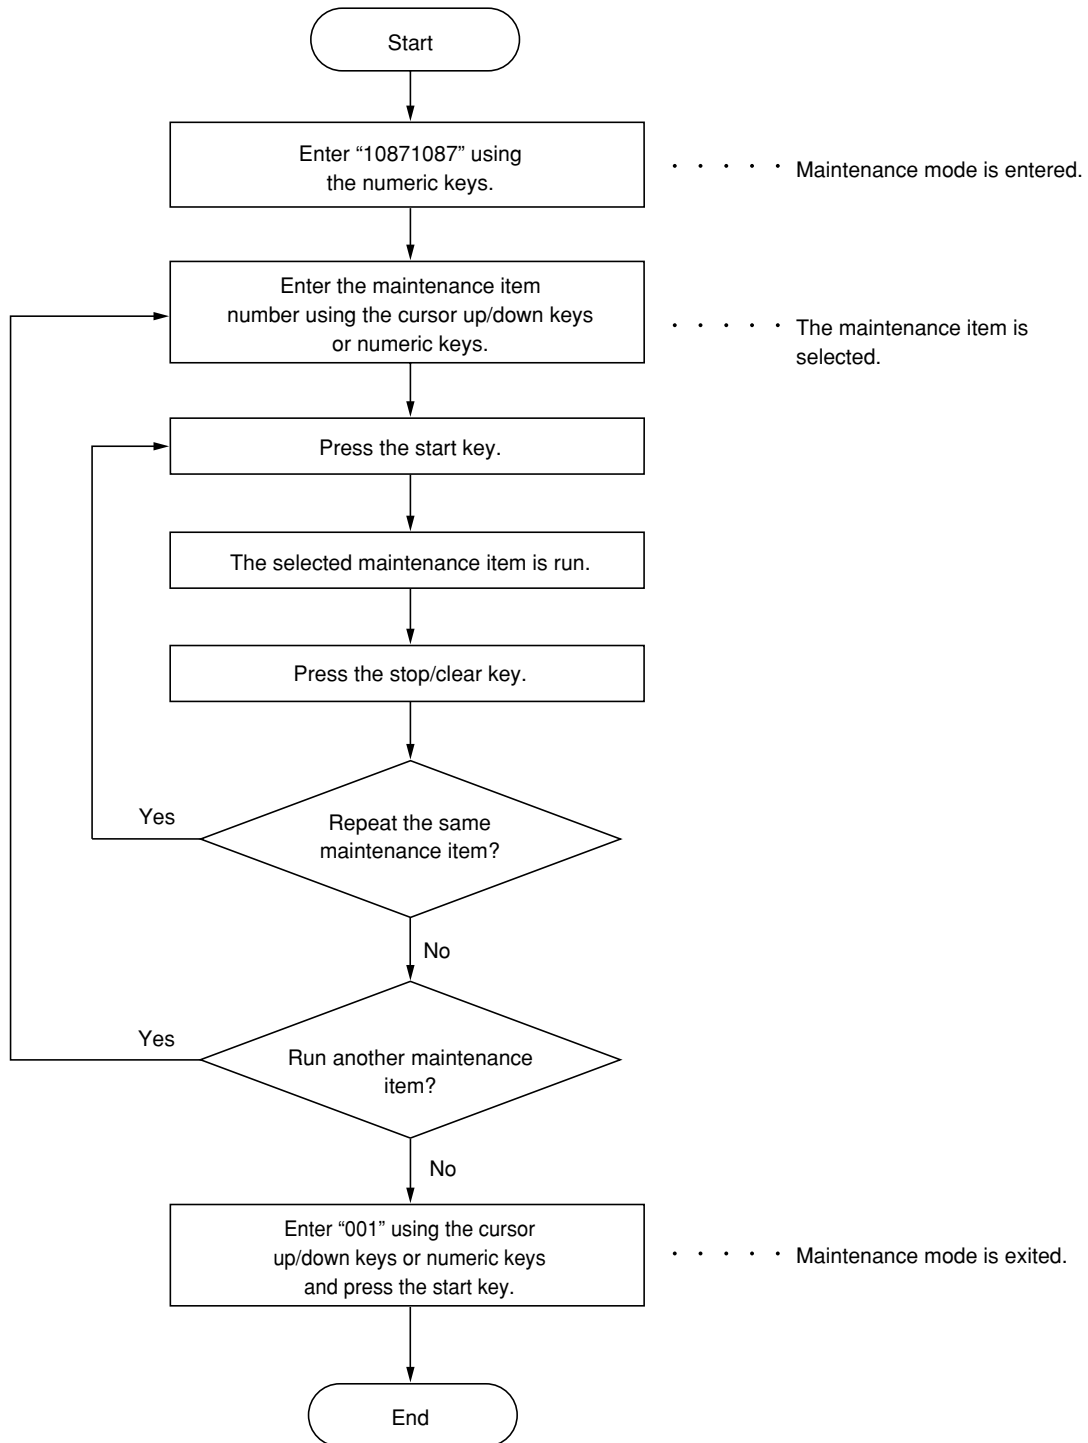 Start
Enter “10871087” using
the numeric keys.
Maintenance mode is entered.
Enter the maintenance item
number using the cursor up/down keys
or numeric keys.
The maintenance item is
selected.
Press the start key.
The selected maintenance item is run.
Press the stop/clear key.
Yes
Repeat the same
maintenance item?
No
Yes
Run another maintenance
item?
No
Enter “001” using the cursor
up/down keys or numeric keys
and press the start key.
Maintenance mode is exited.
End